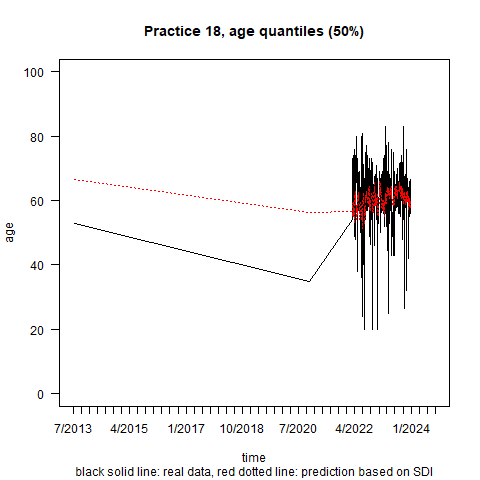 Practice 18, age quantiles (50%)
100
80
60
40
20
0
age
7/2013 4/2015 1/2017 10/2018 7/2020 4/2022 1/2024
time
black solid line: real data, red dotted line: prediction based on SDI